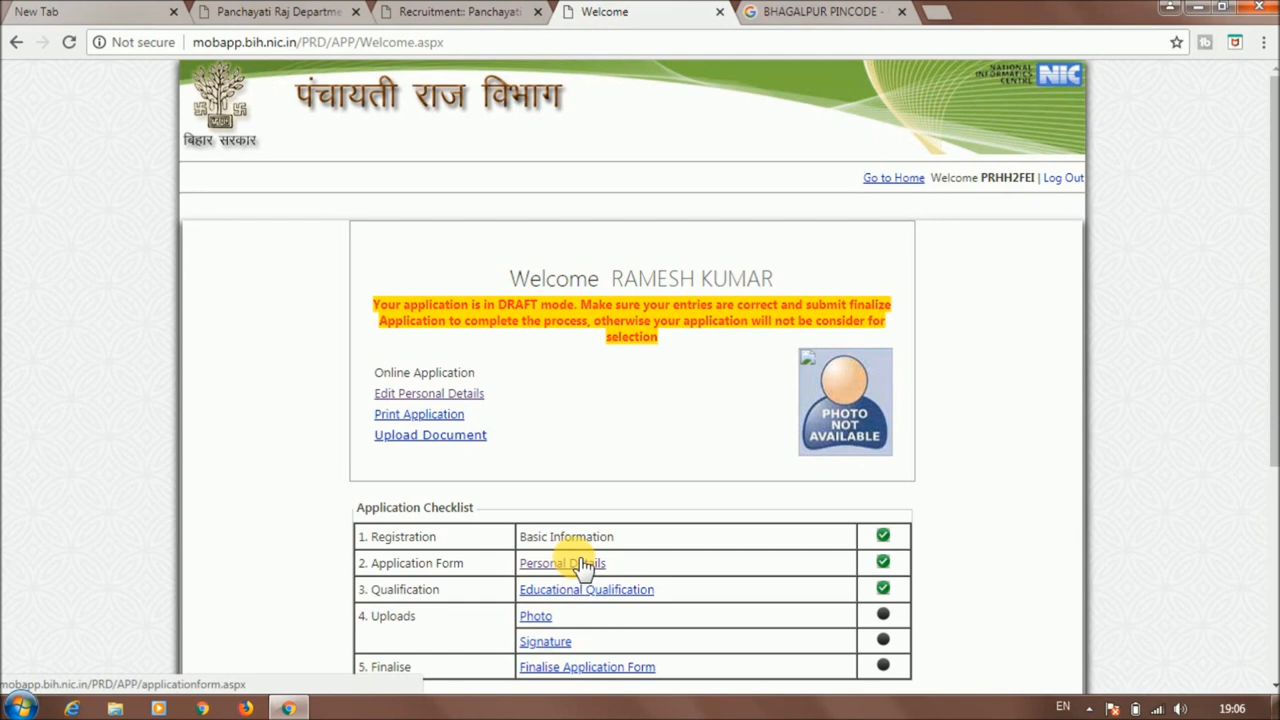 New Tab
Panchayati Raj Departme
Recruitment:: Panchayati
Welcome
BHAGALPUR PINCODE -
Not secure
mobapp.bih.nic.in/PRD/APP/Welcome.aspx
पंचायती राज विभाग
बिहार सरकार
NATIONAL
INFORMATICS
CENTRE
NIC
Go to Home Welcome PRHH2FEI | Log Out
Welcome RAMESH KUMAR
Your application is in DRAFT mode. Make sure your entries are correct and submit finalize
Application to complete the process, otherwise your application will not be consider for
selection
Online Application
Edit Personal Details
Print Application
Upload Document
PHOTO
NOT
AVAILABLE
Application Checklist
1. Registration Basic Information
2. Application Form Personal Details
3. Qualification Educational Qualification
4. Uploads Photo
Signature
5. Finalise Finalise Application Form
mobapp.bih.nic.in/PRD/APP/applicationform.aspx
EN
19:06